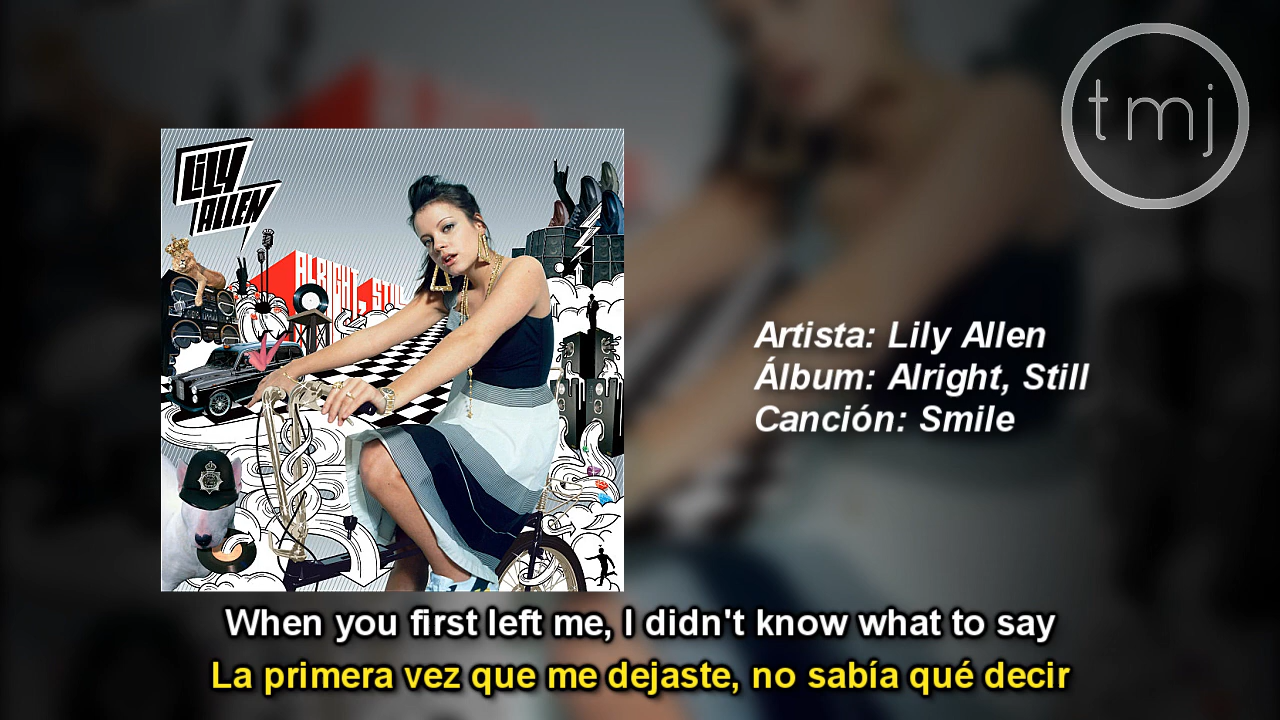 tmj
LiLY
ALLEN
ALRIGHT, STILL
Artista: Lily Allen
Álbum: Alright, Still
Canción: Smile
When you first left me, I didn't know what to say
La primera vez que me dejaste, no sabía qué decir